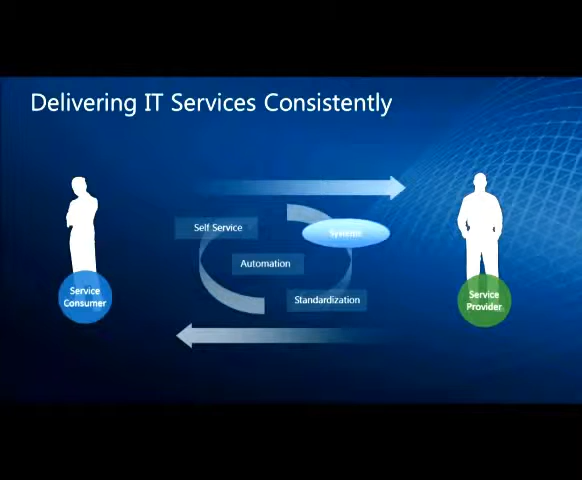 Delivering IT Services Consistently
Self Service
Systems
Automation
Standardization
Service
Consumer
Service
Provider